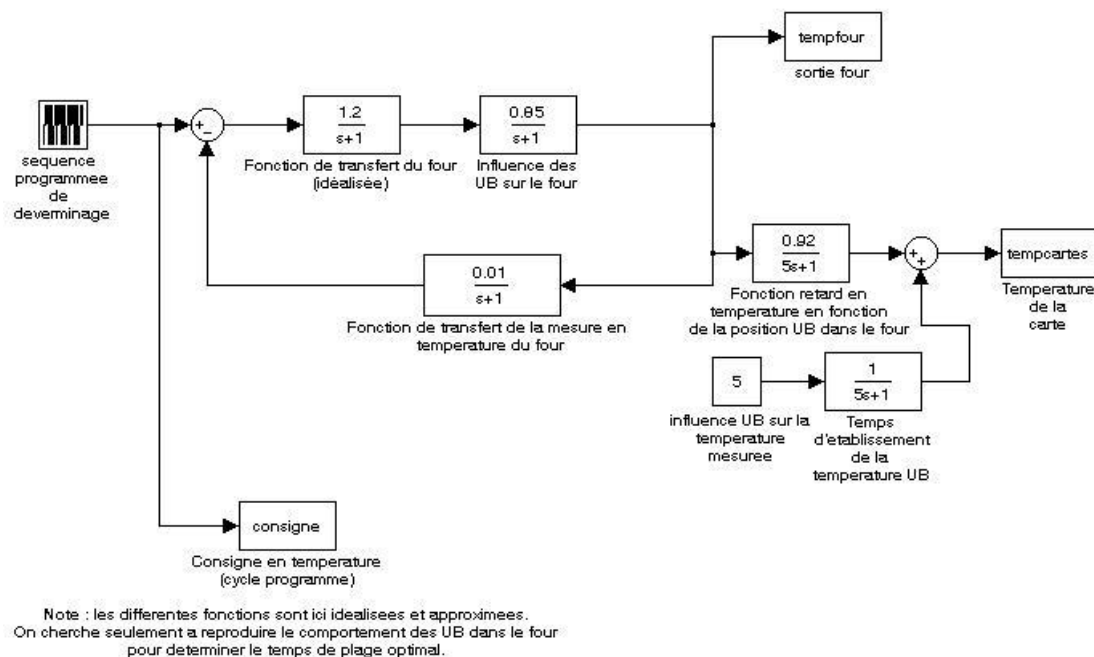 tempfour
sortie four
1.2
s+1
0.85
s+1
+
−
sequence
programmee
de
deverminage
Fonction de transfert du four
(idéalisée)
Influence des
UB sur le four
0.92
5s+1
+
+
tempcartes
0.01
s+1
Fonction retard en
temperature en fonction
de la position UB dans le four
Temperature
de la
carte
Fonction de transfert de la mesure en
temperature du four
5
1
5s+1
influence UB sur la
temperature
mesuree
Temps
d'etablissement
de la
temperature UB
consigne
Consigne en temperature
(cycle programme)
Note : les differentes fonctions sont ici idealisees et approximees.
On cherche seulement a reproduire le comportement des UB dans le four
pour determiner le temps de plage optimal.